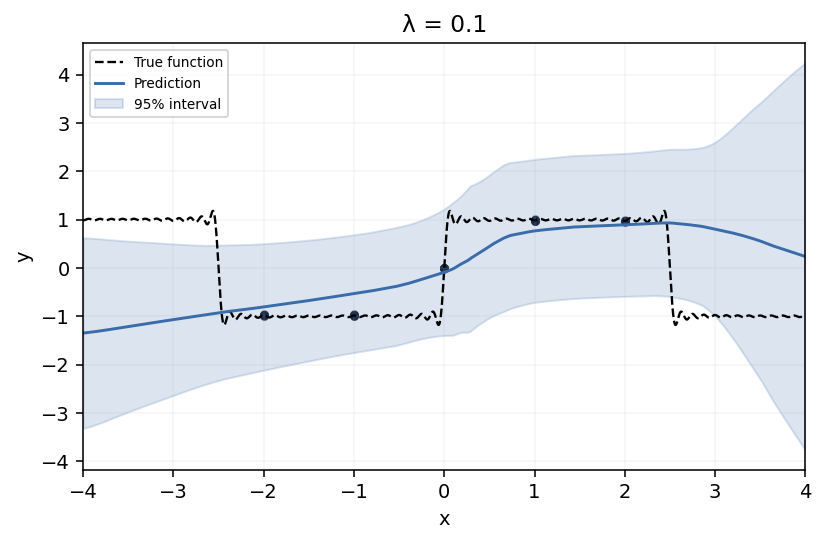 λ = 0.1
True function
Prediction
95% interval
y
4
3
2
1
0
−1
−2
−3
−4
−4 −3 −2 −1 0 1 2 3 4
x